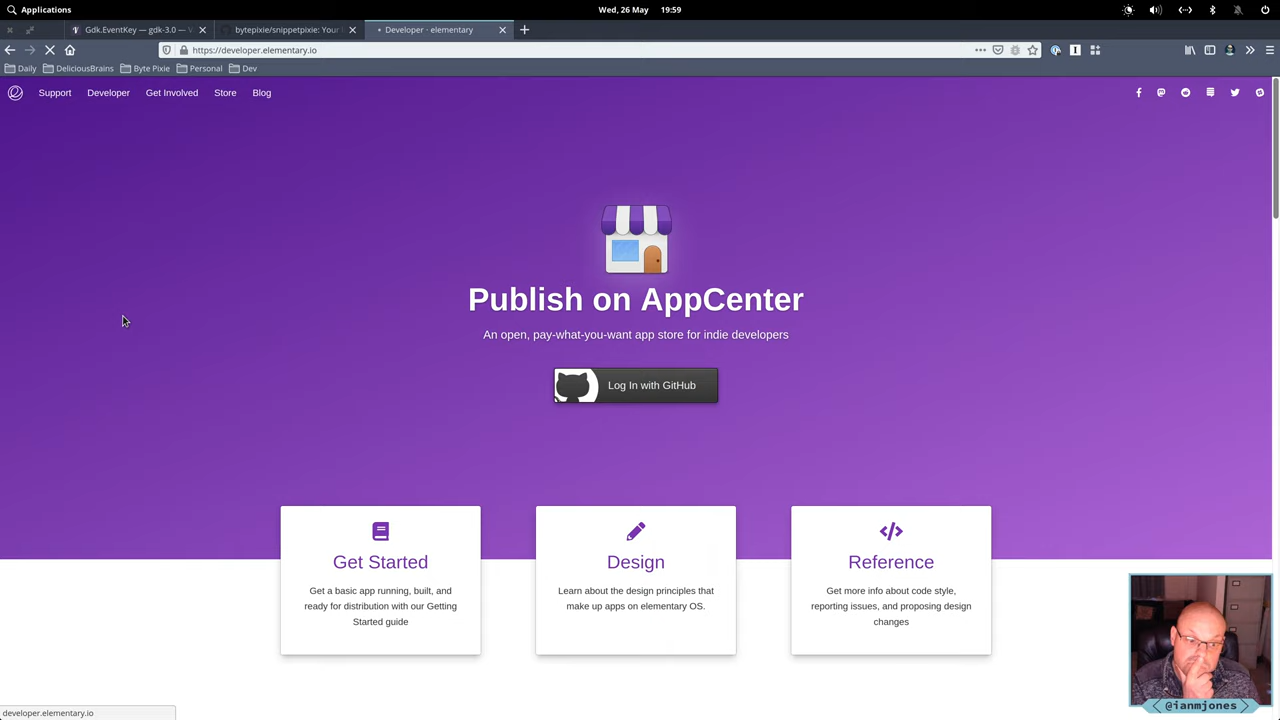 Applications
Wed, 26 May 19:59
Gdk.EventKey — gdk-3.0 —
bytepixie/snippetpixie: Your
Developer · elementary
https://developer.elementary.io
Daily
DeliciousBrains
Byte Pixie
Personal
Dev
Support
Developer
Get Involved
Store
Blog
Publish on AppCenter
An open, pay-what-you-want app store for indie developers
Log In with GitHub
Get Started
Get a basic app running, built, and
ready for distribution with our Getting
Started guide
Design
Learn about the design principles that
make up apps on elementary OS.
Reference
Get more info about code style,
reporting issues, and proposing design
changes
developer.elementary.io
@ianmjones